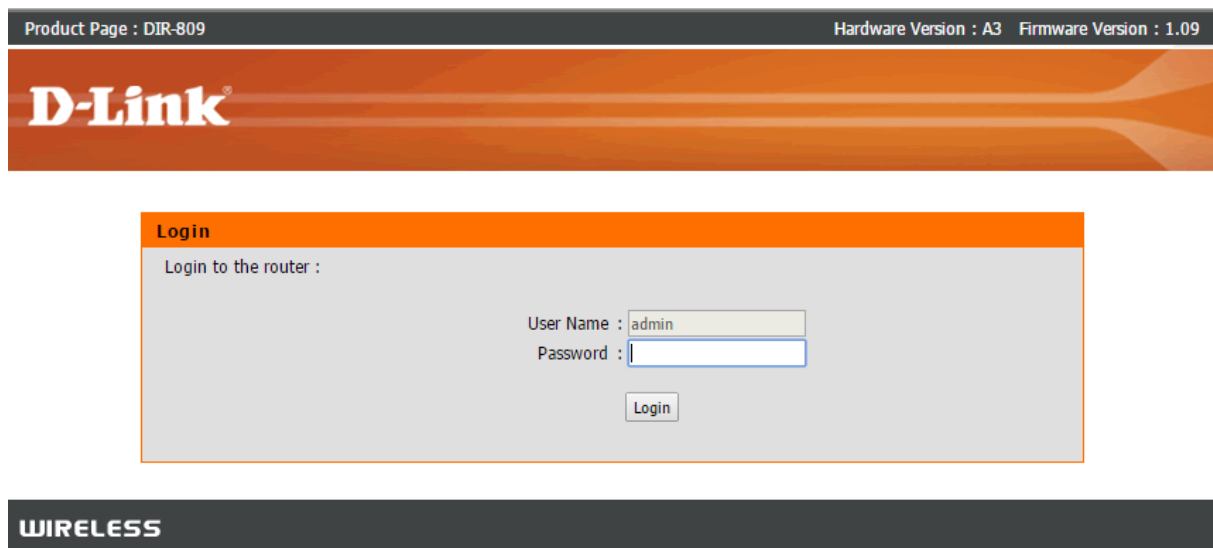 Product Page : DIR-809 Hardware Version : A3 Firmware Version : 1.09
D-Link®
Login
Login to the router :
User Name : admin
Password :
Login
WIRELESS